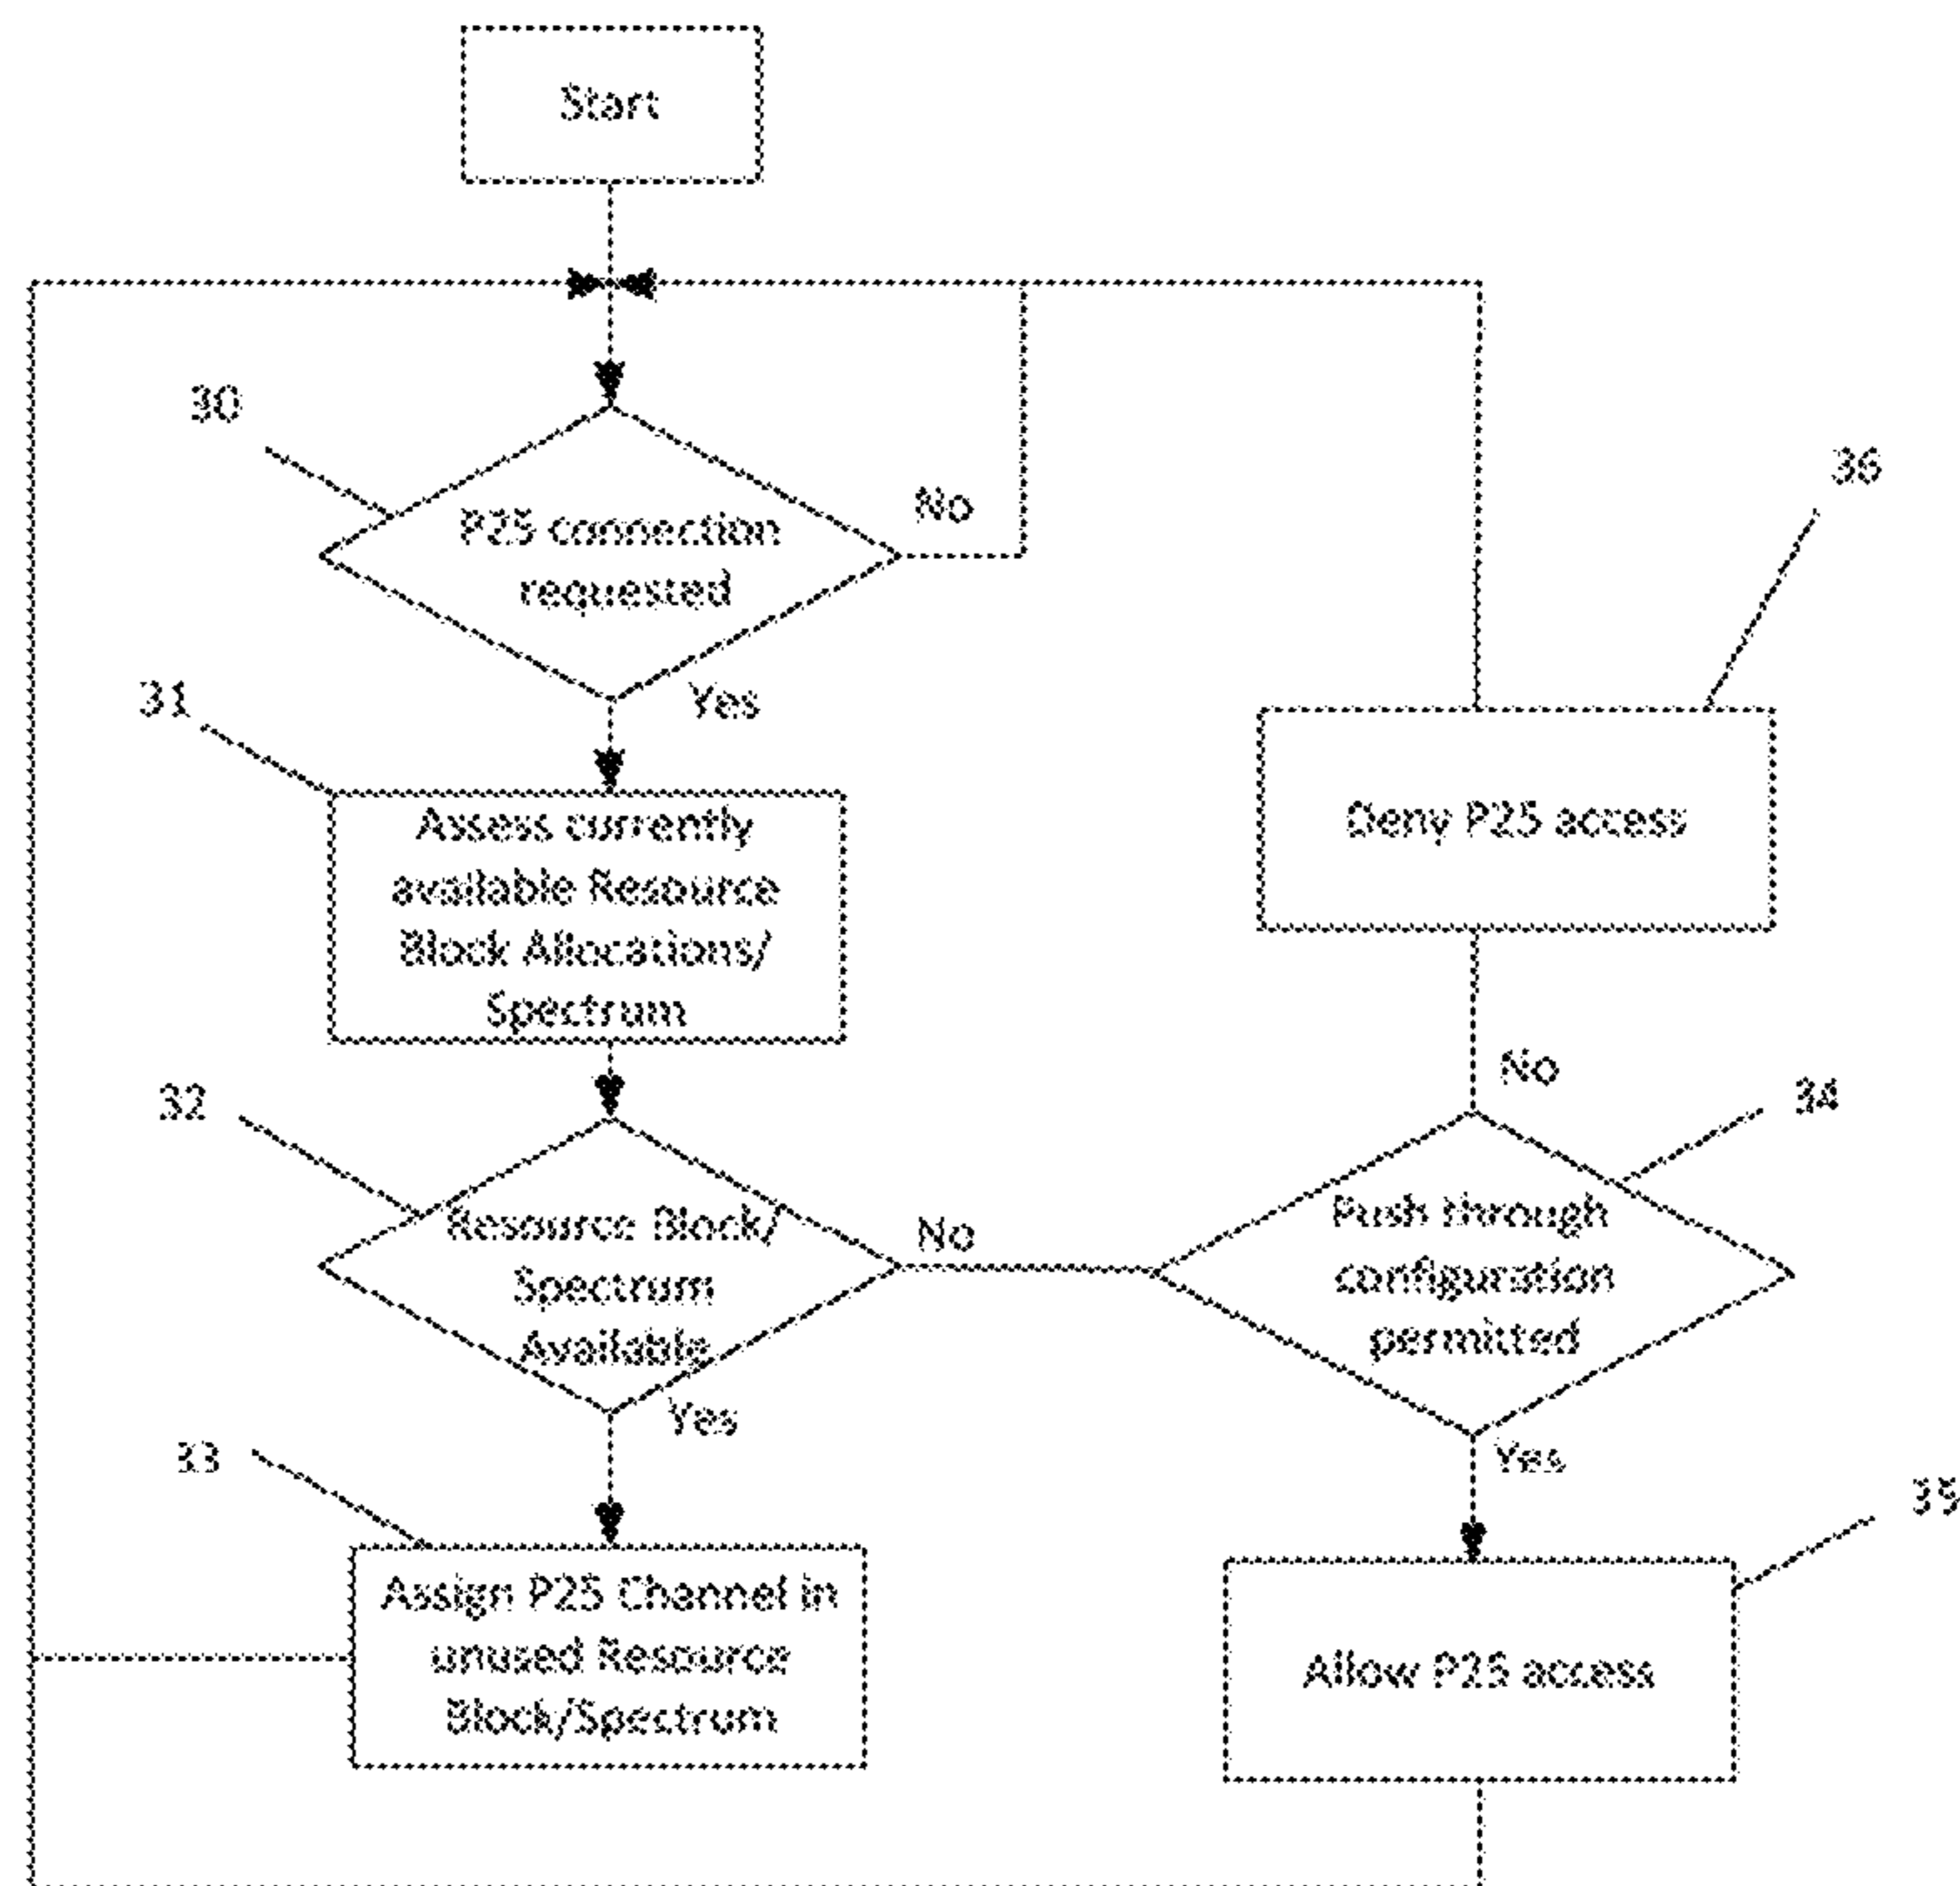 Start
30
P25 connection
requested
No
Yes
31
Assess currently
available Resource
Block Allocations/
Spectrum
32
Resource Block/
Spectrum
Available
No
Yes
33
Assign P25 Channel in
unused Resource
Block/Spectrum
36
Deny P25 access
No
34
Push through
configuration
permitted
Yes
35
Allow P25 access